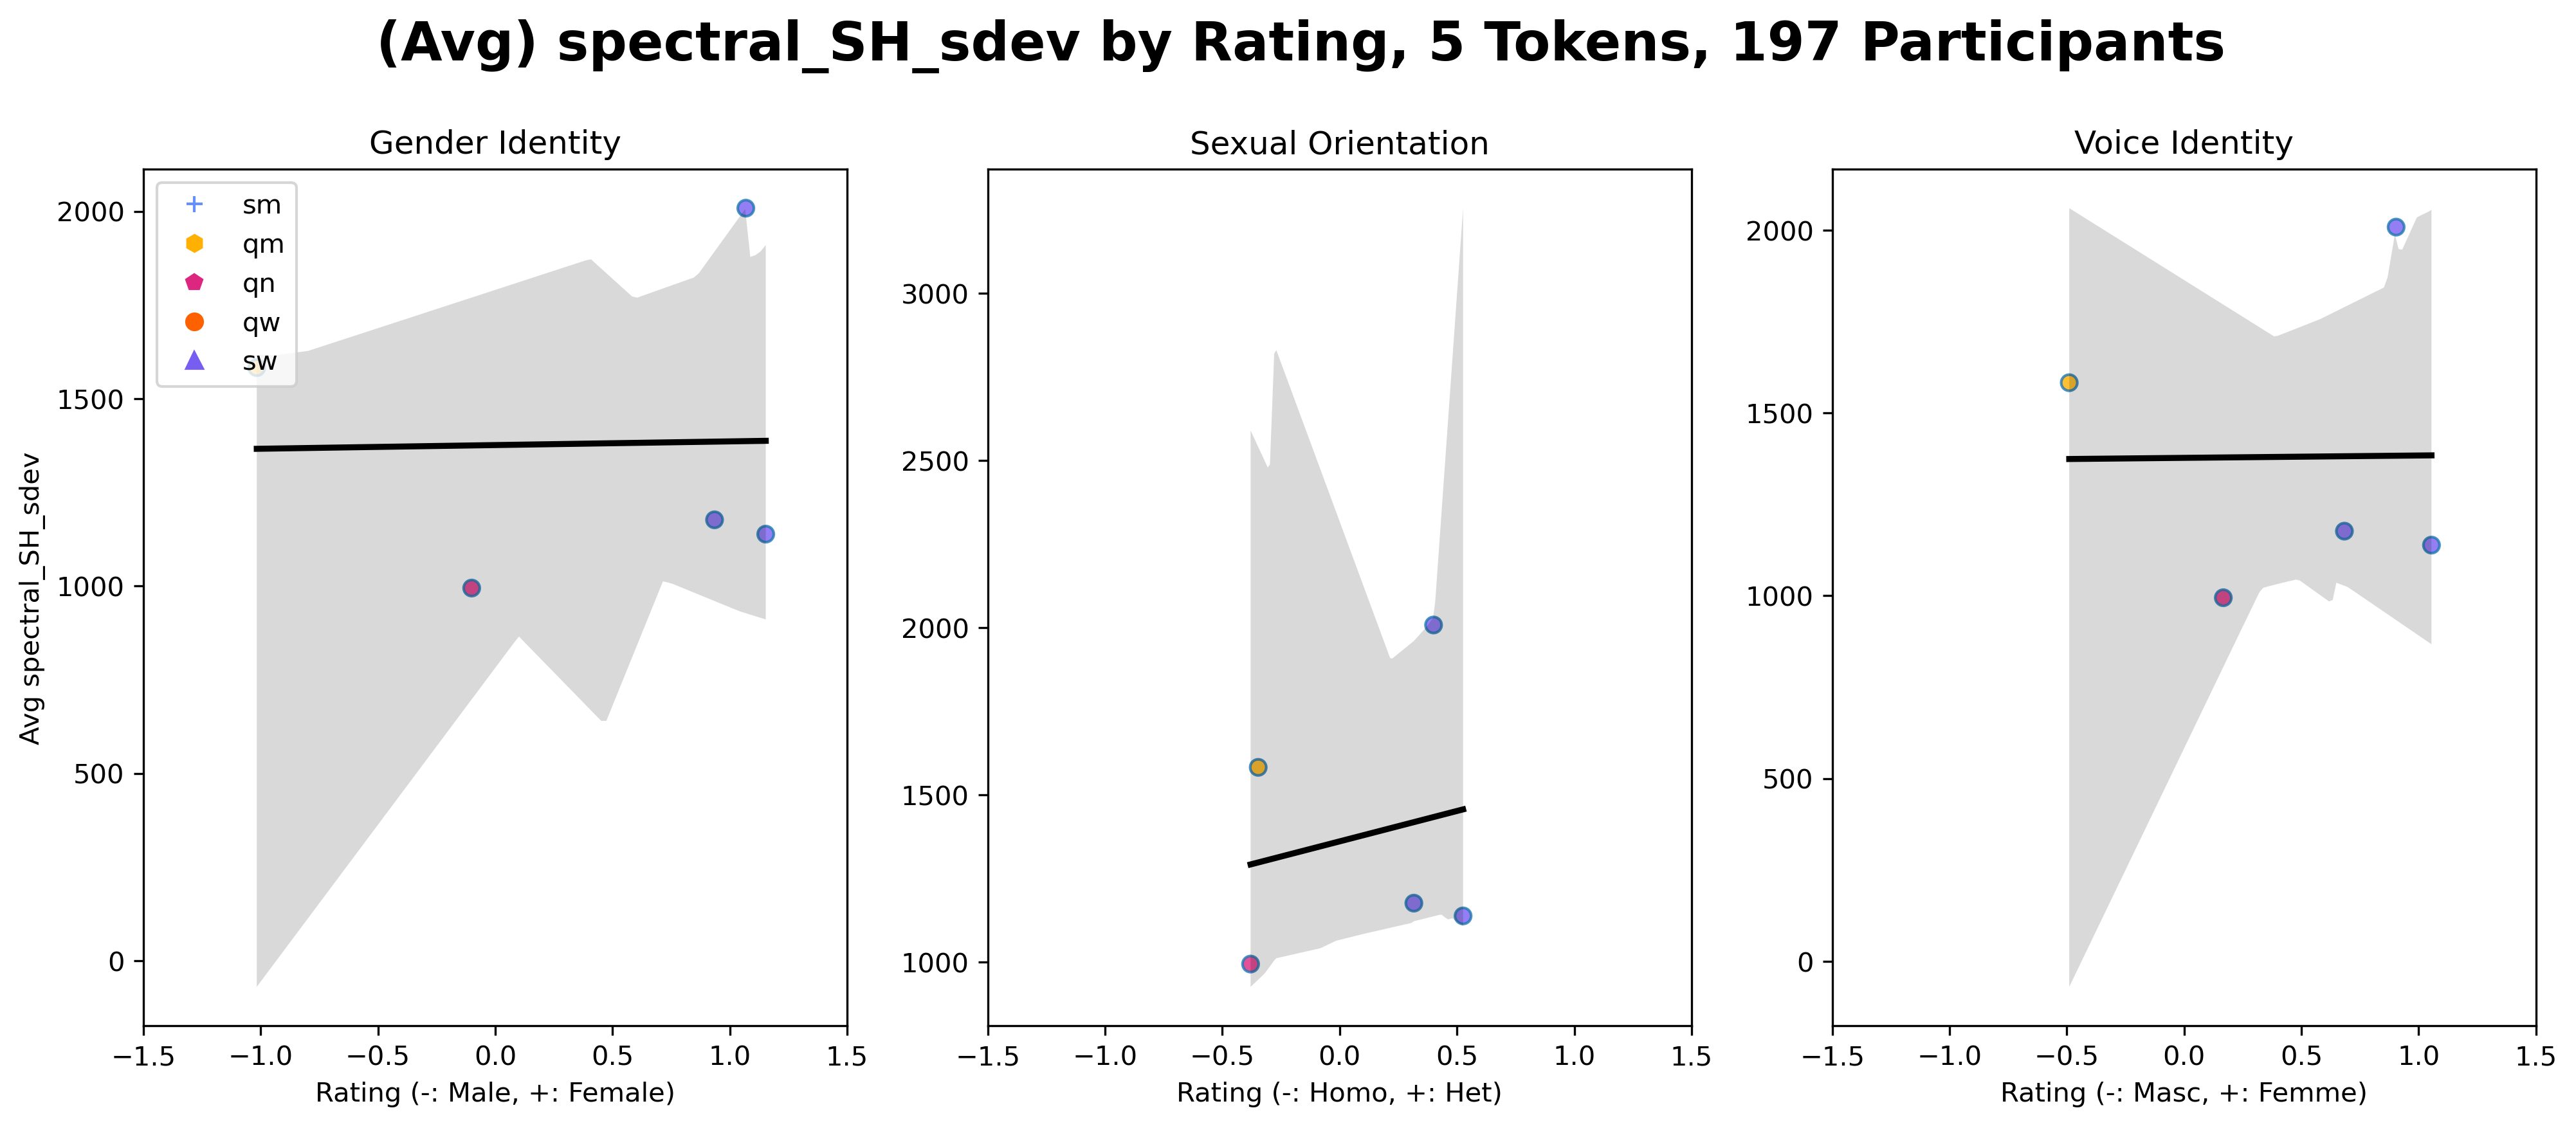 (Avg) spectral_SH_sdev by Rating, 5 Tokens, 197 Participants
Gender Identity
sm
qm
qn
qw
sw
2000
1500
1000
500
0
Avg spectral_SH_sdev
−1.5 −1.0 −0.5 0.0 0.5 1.0 1.5
Rating (-: Male, +: Female)
Sexual Orientation
3000
2500
2000
1500
1000
−1.5 −1.0 −0.5 0.0 0.5 1.0 1.5
Rating (-: Homo, +: Het)
Voice Identity
2000
1500
1000
500
0
−1.5 −1.0 −0.5 0.0 0.5 1.0 1.5
Rating (-: Masc, +: Femme)